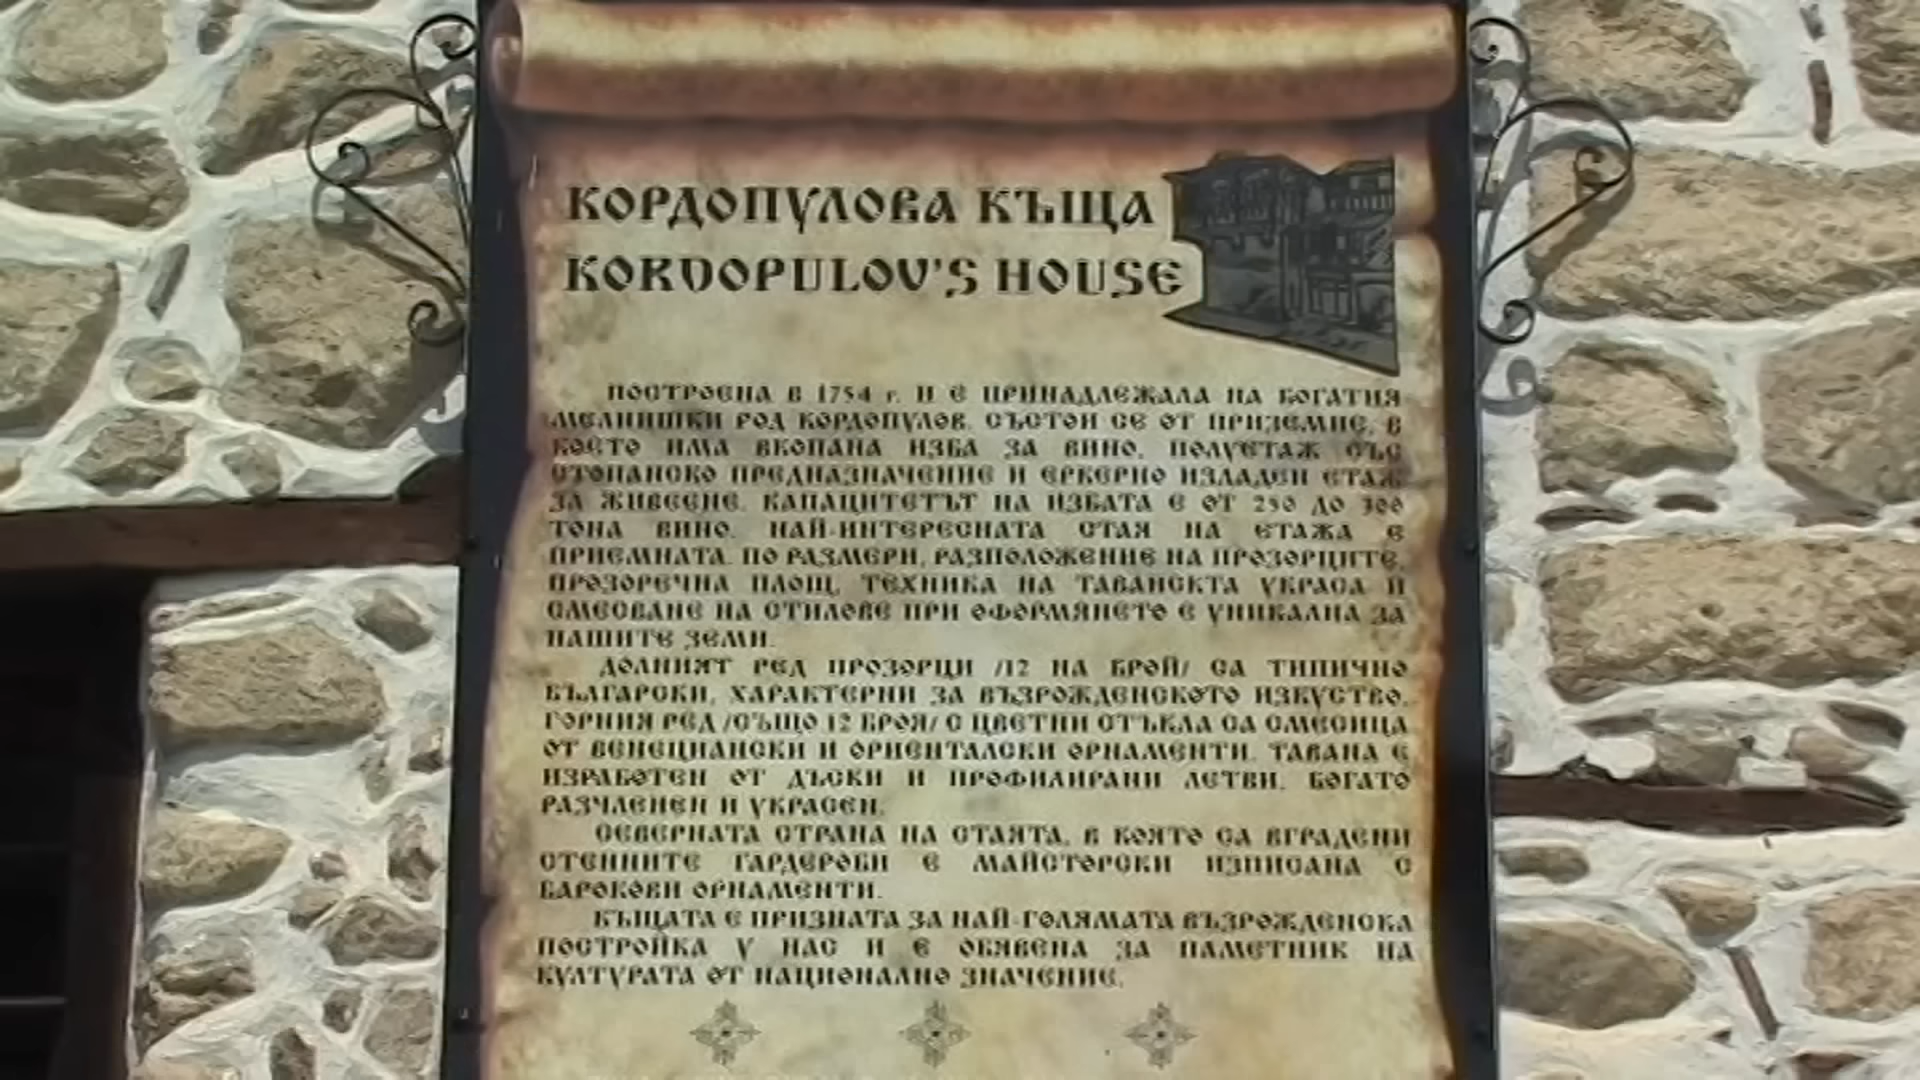 КОРДОПУЛОВА КЪЩА
KORDOPULOV'S HOUSE
ПОСТРОЕНА В 1754 г. И Е ПРИНАДЛЕЖАЛА НА БОГАТИЯ
МЕЛНИШКИ РОД КОРДОПУЛОВ. СЪСТОИ СЕ ОТ ПРИЗЕМИЕ, В
КОЕТО ИМА ВКОПАНА ИЗБА ЗА ВИНО, ПОЛУЕТАЖ СЪС
СТОПАНСКО ПРЕДНАЗНАЧЕНИЕ И ЕРКЕРНО ИЗДАДЕН ЕТАЖ
ЗА ЖИВЕЕНЕ. КАПАЦИТЕТЪТ НА ИЗБАТА Е ОТ 250 ДО 300
ТОНА ВИНО. НАЙ-ИНТЕРЕСНАТА СТАЯ НА ЕТАЖА Е
ПРИЕМНАТА. ПО РАЗМЕРИ, РАЗПОЛОЖЕНИЕ НА ПРОЗОРЦИТЕ,
ПРОЗОРЕЧНА ПЛОЩ, ТЕХНИКА НА ТАВАНСКТА УКРАСА И
СМЕСВАНЕ НА СТИЛОВЕ ПРИ ОФОРМЯНЕТО Е УНИКАЛНА ЗА
НАШИТЕ ЗЕМИ.
ДОЛНИЯТ РЕД ПРОЗОРЦИ /12 НА БРОЙ/ СА ТИПИЧНО
БЪЛГАРСКИ, ХАРАКТЕРНИ ЗА ВЪЗРОЖДЕНСКОТО ИЗКУСТВО.
ГОРНИЯ РЕД /СЪЩО 12 БРОЯ/ С ЦВЕТНИ СТЪКЛА СА СМЕСИЦА
ОТ ВЕНЕЦИАНСКИ И ОРИЕНТАЛСКИ ОРНАМЕНТИ. ТАВАНА Е
ИЗРАБОТЕН ОТ ДЪСКИ И ПРОФИЛИРАНИ ЛЕТВИ, БОГАТО
РАЗЧЛЕНЕН И УКРАСЕН.
СЕВЕРНАТА СТРАНА НА СТАЯТА, В КОЯТО СА ВГРАДЕНИ
СТЕННИТЕ ГАРДЕРОБИ Е МАЙСТОРСКИ ИЗПИСАНА С
БАРОКОВИ ОРНАМЕНТИ.
КЪЩАТА Е ПРИЗНАТА ЗА НАЙ-ГОЛЯМАТА ВЪЗРОЖДЕНСКА
ПОСТРОЙКА У НАС И Е ОБЯВЕНА ЗА ПАМЕТНИК НА
КУЛТУРАТА ОТ НАЦИОНАЛНО ЗНАЧЕНИЕ.